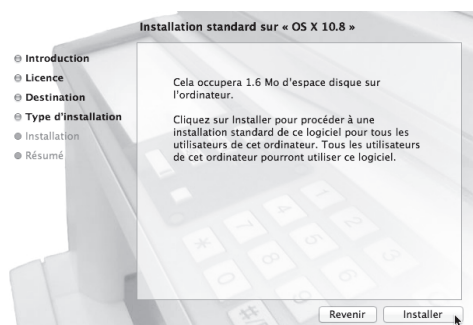 Installation standard sur « OS X 10.8 »
Introduction
Licence
Destination
Type d'installation
Installation
Résumé
Cela occupera 1.6 Mo d'espace disque sur
l'ordinateur.
Cliquez sur Installer pour procéder à une
installation standard de ce logiciel pour tous les
utilisateurs de cet ordinateur. Tous les utilisateurs
de cet ordinateur pourront utiliser ce logiciel.
Revenir Installer